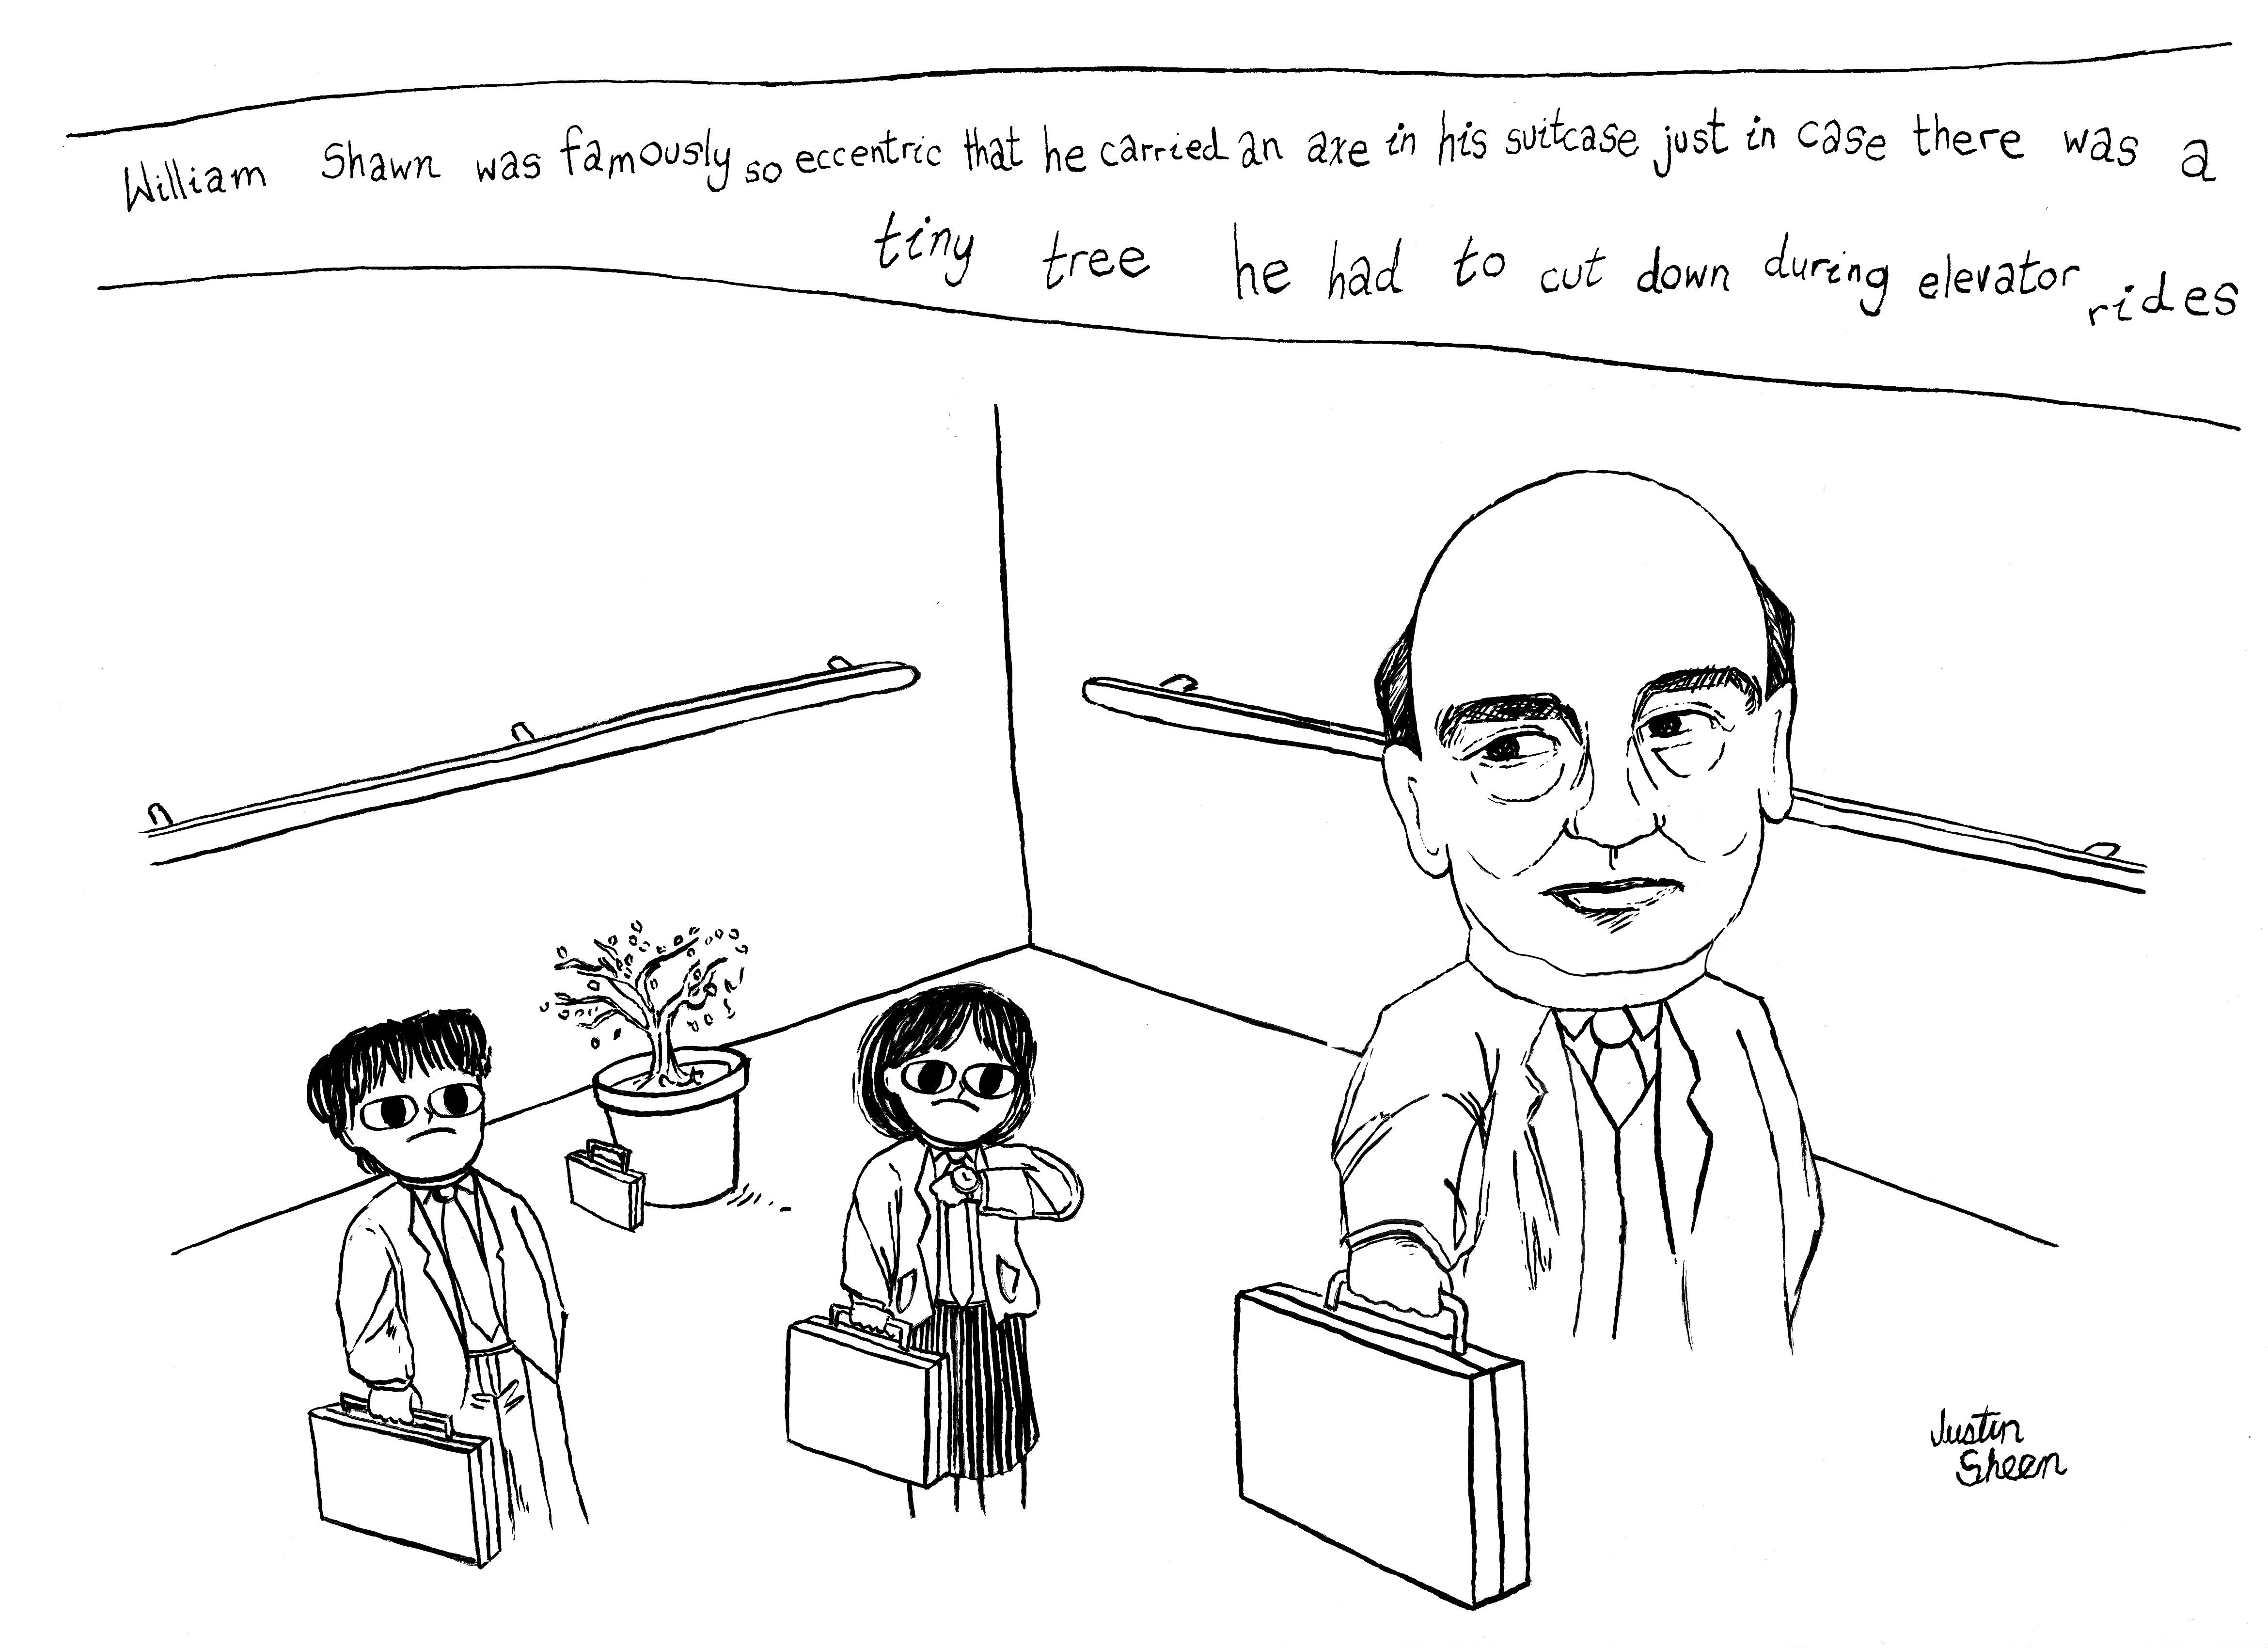 William Shawn was famously so eccentric that he carried an axe in his suitcase just in case there was a
tiny tree he had to cut down during elevator rides
Justin
Sheen